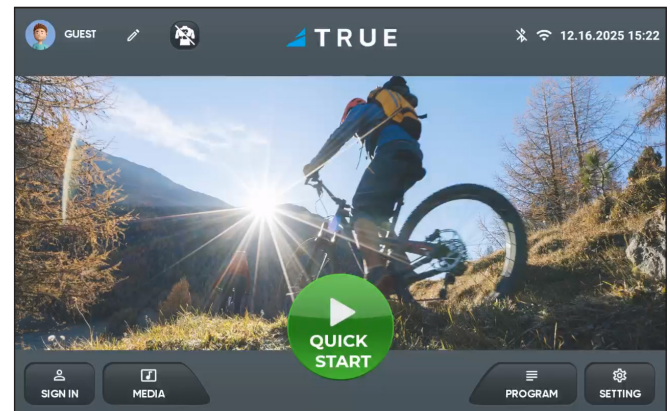 GUEST
TRUE
12.16.2025 15:22
QUICK
START
SIGN IN
MEDIA
PROGRAM
SETTING